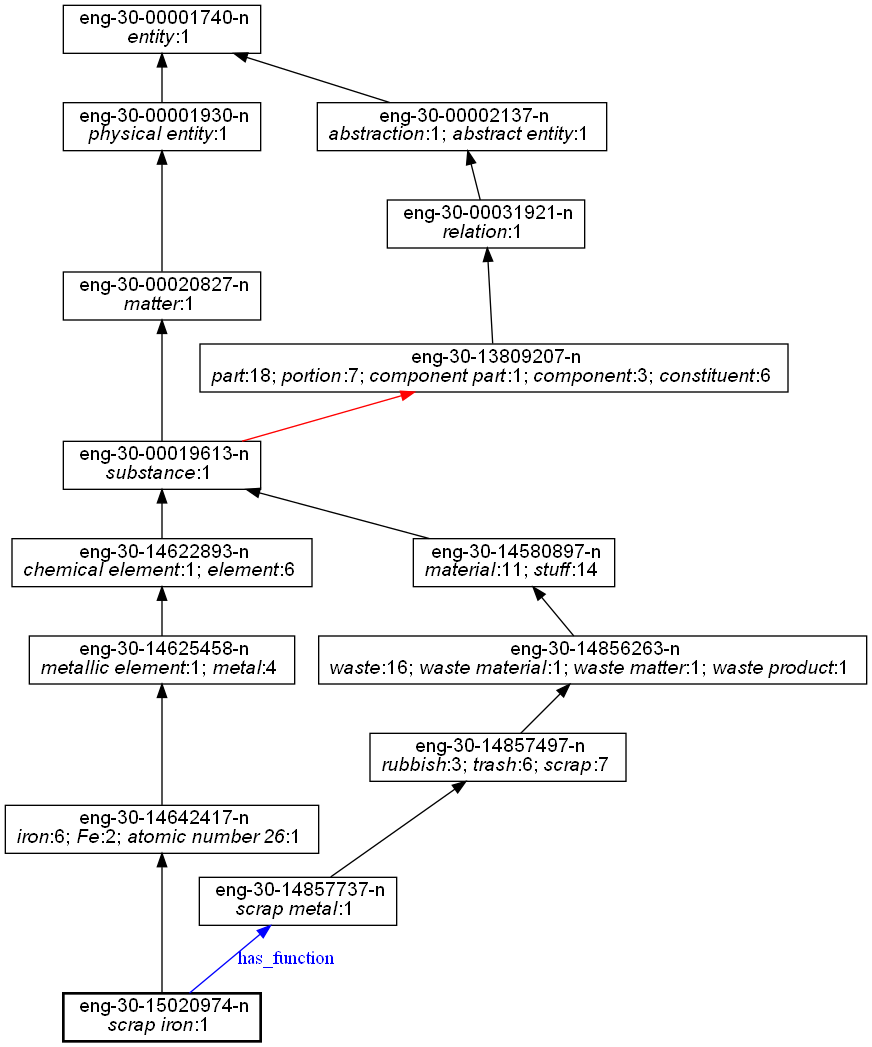 eng-30-00001740-n
entity:1
eng-30-00001930-n
physical entity:1
eng-30-00002137-n
abstraction:1; abstract entity:1
eng-30-00031921-n
relation:1
eng-30-00020827-n
matter:1
eng-30-13809207-n
part:18; portion:7; component part:1; component:3; constituent:6
eng-30-00019613-n
substance:1
eng-30-14622893-n
chemical element:1; element:6
eng-30-14580897-n
material:11; stuff:14
eng-30-14625458-n
metallic element:1; metal:4
eng-30-14856263-n
waste:16; waste material:1; waste matter:1; waste product:1
eng-30-14857497-n
rubbish:3; trash:6; scrap:7
eng-30-14642417-n
iron:6; Fe:2; atomic number 26:1
eng-30-14857737-n
scrap metal:1
has_function
eng-30-15020974-n
scrap iron:1